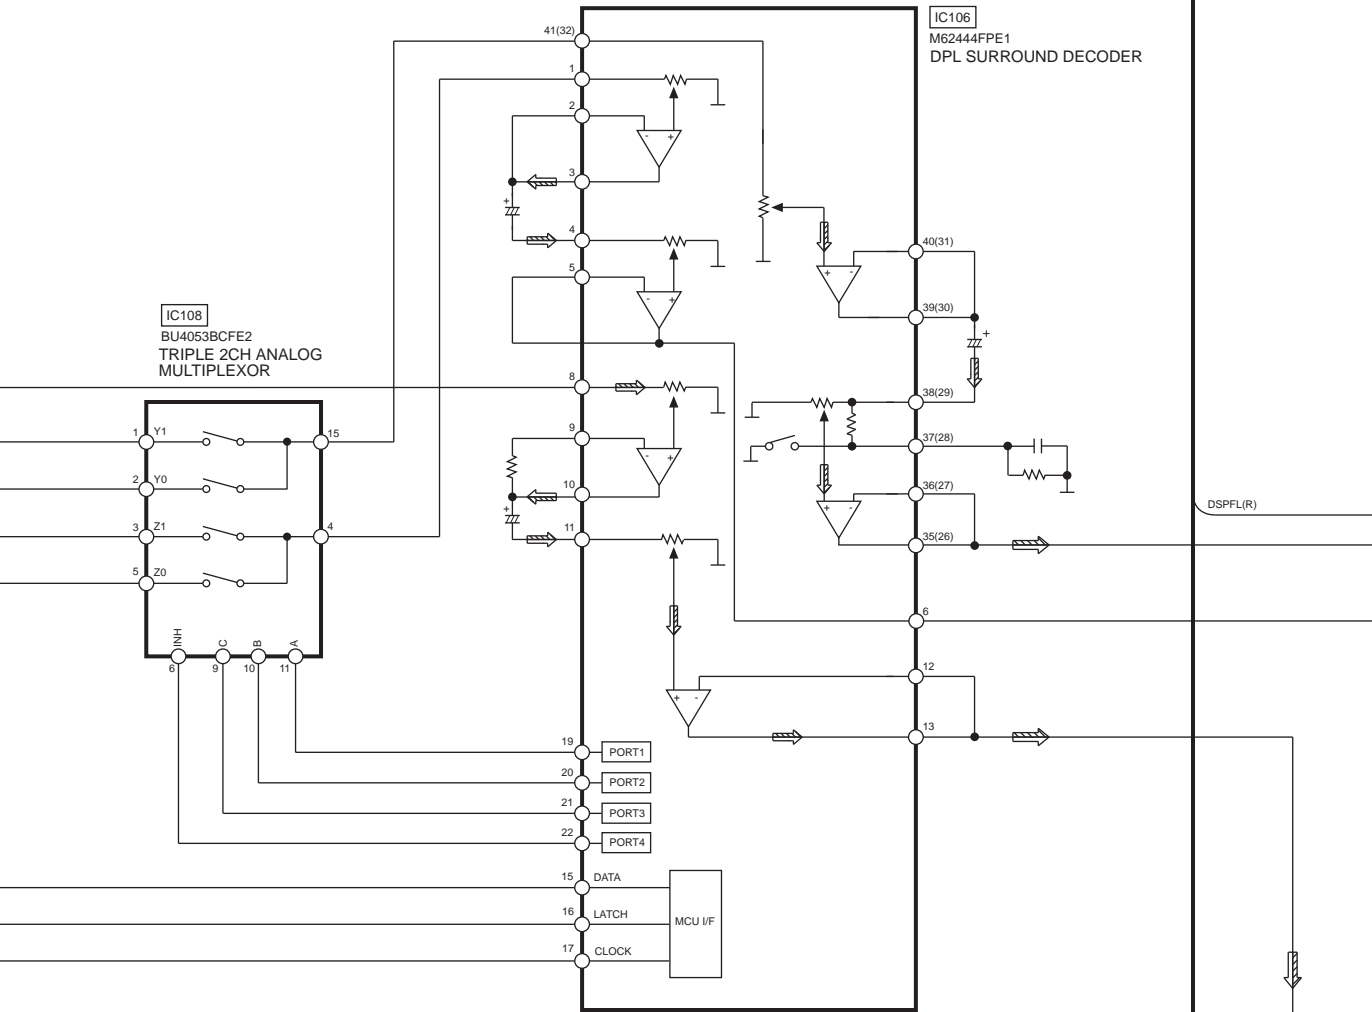 IC106
M62444FPE1
DPL SURROUND DECODER
41(32)
1
2
- +
3
+
4
5
- +
40(31)
+ -
39(30)
+
IC108
BU4053BCFE2
TRIPLE 2CH ANALOG
MULTIPLEXOR
8
38(29)
9
- +
37(28)
10
+
11
36(27)
+ -
35(26)
1 Y1
15
2 Y0
3 Z1
4
5 Z0
INH
C
B
A
6
9
10
11
DSPFL(R)
6
12
+ -
13
19 PORT1
20 PORT2
21 PORT3
22 PORT4
15 DATA
16 LATCH
17 CLOCK
MCU I/F